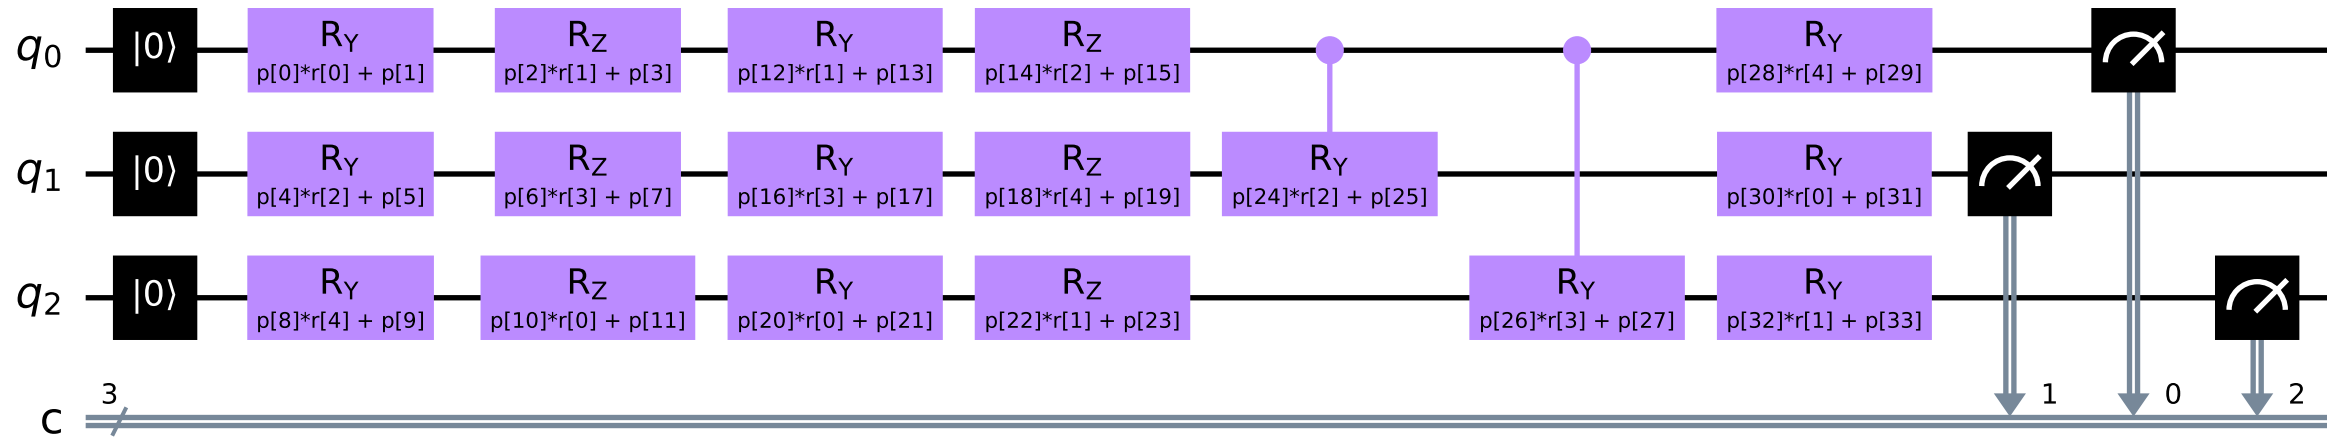 q0 |0⟩ RY RZ RY RZ RY
p[0]*r[0] + p[1] p[2]*r[1] + p[3] p[12]*r[1] + p[13] p[14]*r[2] + p[15] p[28]*r[4] + p[29]
q1 |0⟩ RY RZ RY RZ RY RY
p[4]*r[2] + p[5] p[6]*r[3] + p[7] p[16]*r[3] + p[17] p[18]*r[4] + p[19] p[24]*r[2] + p[25] p[30]*r[0] + p[31]
q2 |0⟩ RY RZ RY RZ RY RY
p[8]*r[4] + p[9] p[10]*r[0] + p[11] p[20]*r[0] + p[21] p[22]*r[1] + p[23] p[26]*r[3] + p[27] p[32]*r[1] + p[33]
3 1 0 2
c